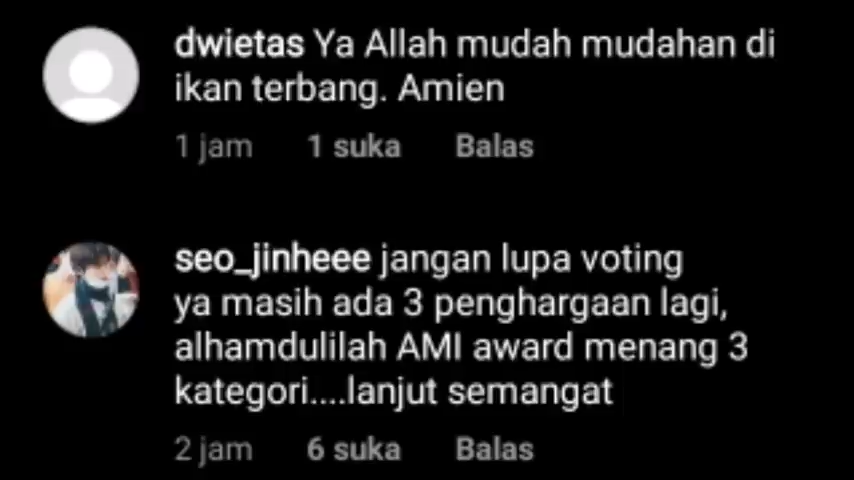 dwietas Ya Allah mudah mudahan di
ikan terbang. Amien
1 jam 1 suka Balas
seo_jinheee jangan lupa voting
ya masih ada 3 penghargaan lagi,
alhamdulilah AMI award menang 3
kategori....lanjut semangat
2 jam 6 suka Balas